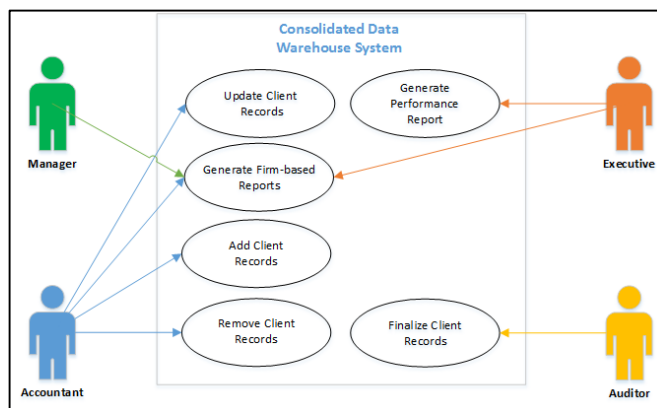 Consolidated Data
Warehouse System
Update Client
Records
Generate
Performance
Report
Manager
Executive
Generate Firm-based
Reports
Add Client
Records
Remove Client
Records
Finalize Client
Records
Accountant
Auditor